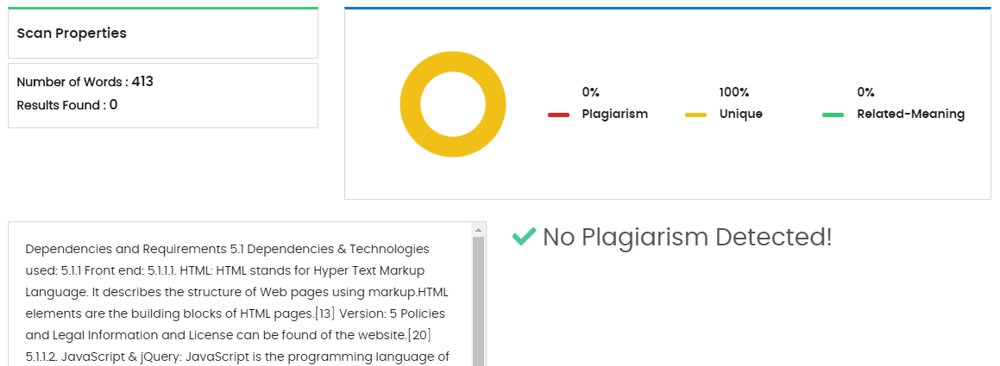 Scan Properties
Number of Words : 413
Results Found : 0
0%
Plagiarism
100%
Unique
0%
Related-Meaning
Dependencies and Requirements 5.1 Dependencies & Technologies
used: 5.1.1 Front end: 5.1.1.1. HTML: HTML stands for Hyper Text Markup
Language. It describes the structure of Web pages using markup.HTML
elements are the building blocks of HTML pages.[13] Version: 5 Policies
and Legal Information and License can be found of the website.[20]
5.1.1.2. JavaScript & jQuery: JavaScript is the programming language of
No Plagiarism Detected!